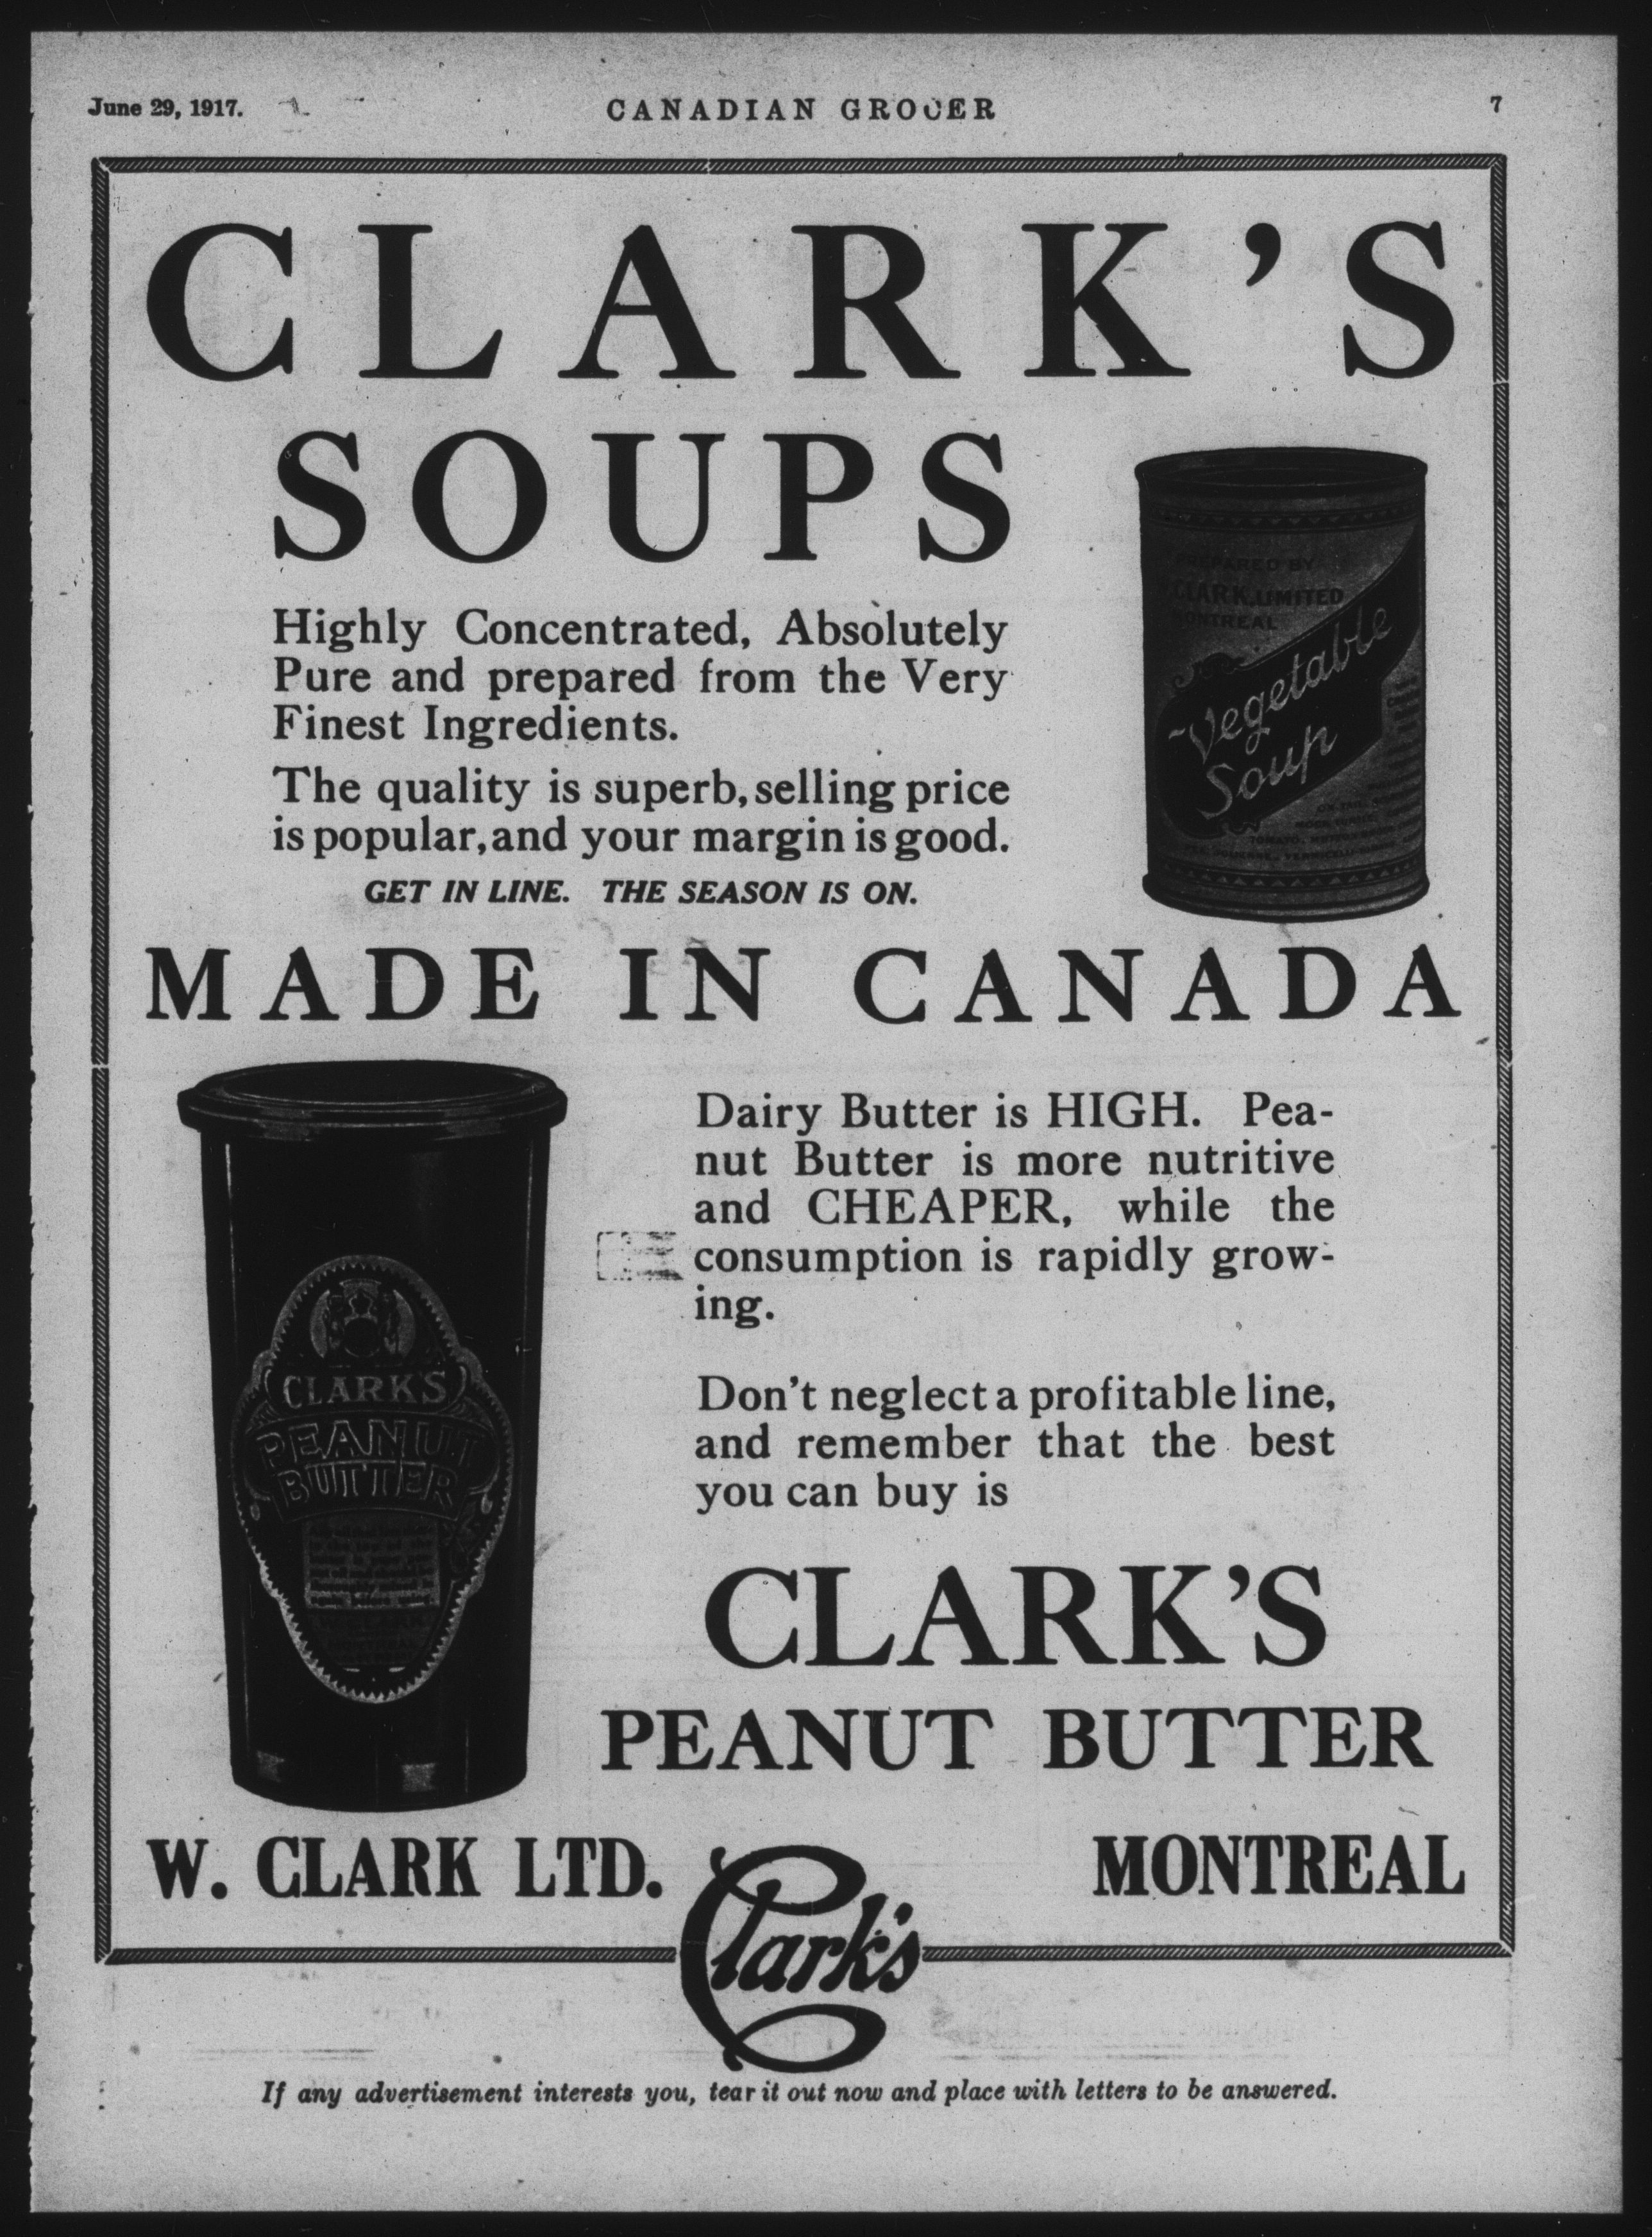 June 29, 1917.
CANADIAN GROCER
7
CLARK'S
SOUPS
Highly Concentrated, Absolutely
Pure and prepared from the Very
Finest Ingredients.
The quality is superb, selling price
is popular, and your margin is good.
GET IN LINE. THE SEASON IS ON.
PREPARED BY
CLARK, LIMITED
MONTREAL
Vegetable
Soup
MADE IN CANADA
Dairy Butter is HIGH. Pea-
nut Butter is more nutritive
and CHEAPER, while the
consumption is rapidly grow-
ing.
Don't neglect a profitable line,
and remember that the best
you can buy is
CLARK'S
PEANUT
BUTTER
CLARK'S
PEANUT BUTTER
W. CLARK LTD.
MONTREAL
Clark's
If any advertisement interests you, tear it out now and place with letters to be answered.